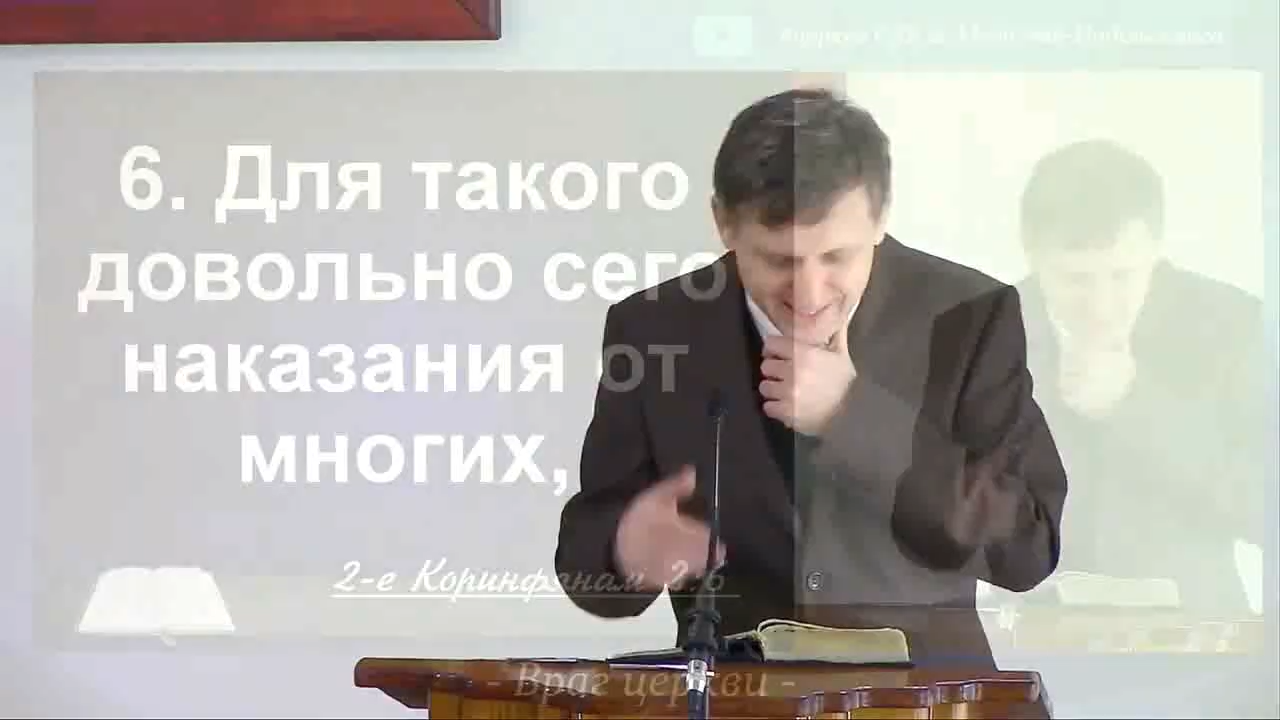 6. Для такого
довольно сего
наказания от
многих,
2-е Коринфянам 2:6
- Враг церкви -